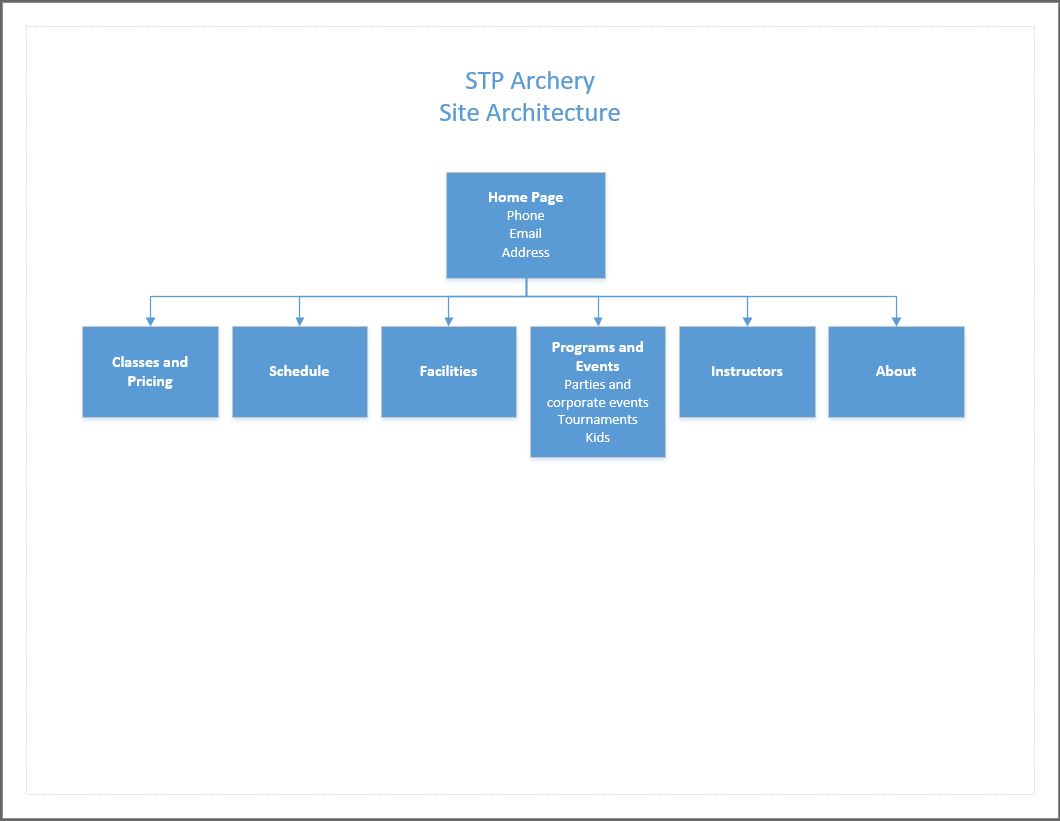 STP Archery
Site Architecture
Home Page
Phone
Email
Address
Classes and
Pricing
Schedule
Facilities
Programs and
Events
Parties and
corporate events
Tournaments
Kids
Instructors
About